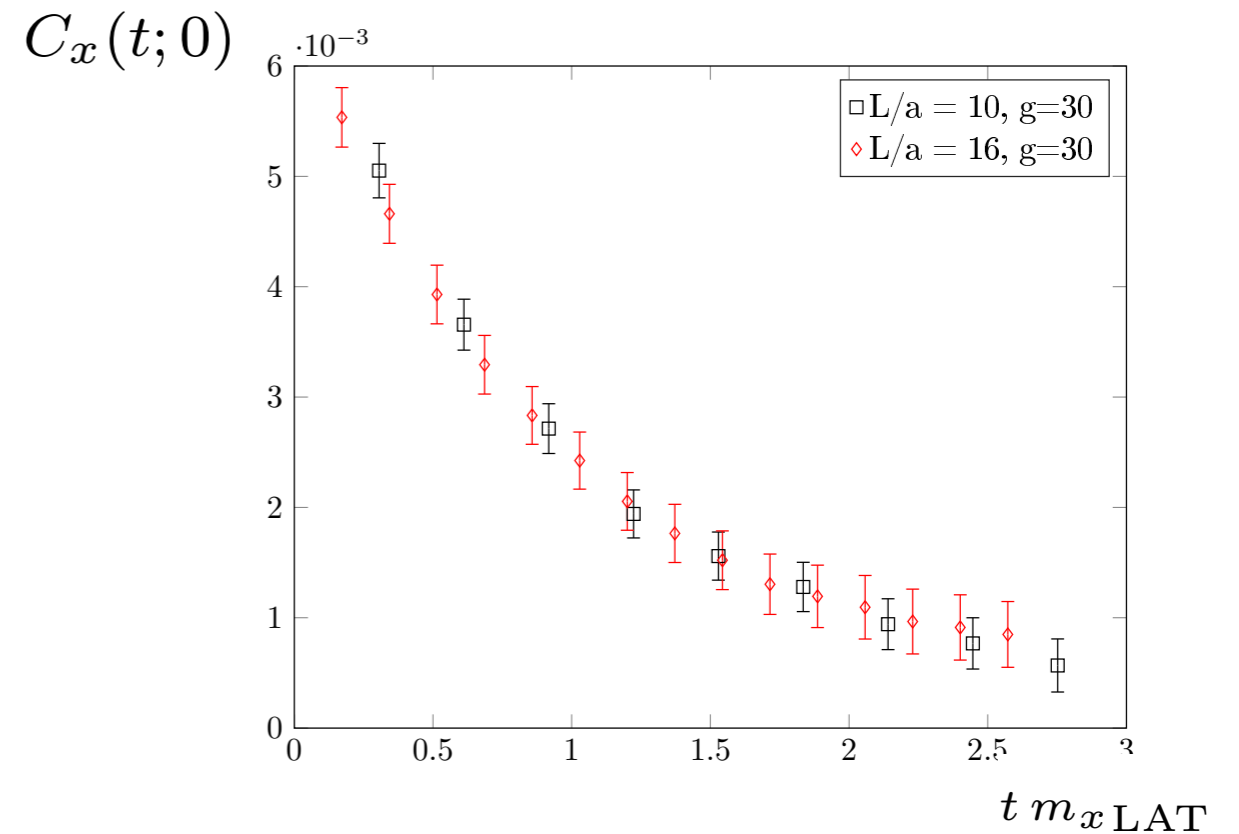 C_x(t; 0)
·10^{-3}
6
5
4
3
2
1
0
L/a = 10, g=30
L/a = 16, g=30
0 0.5 1 1.5 2 2.5 3
t m_{x LAT}